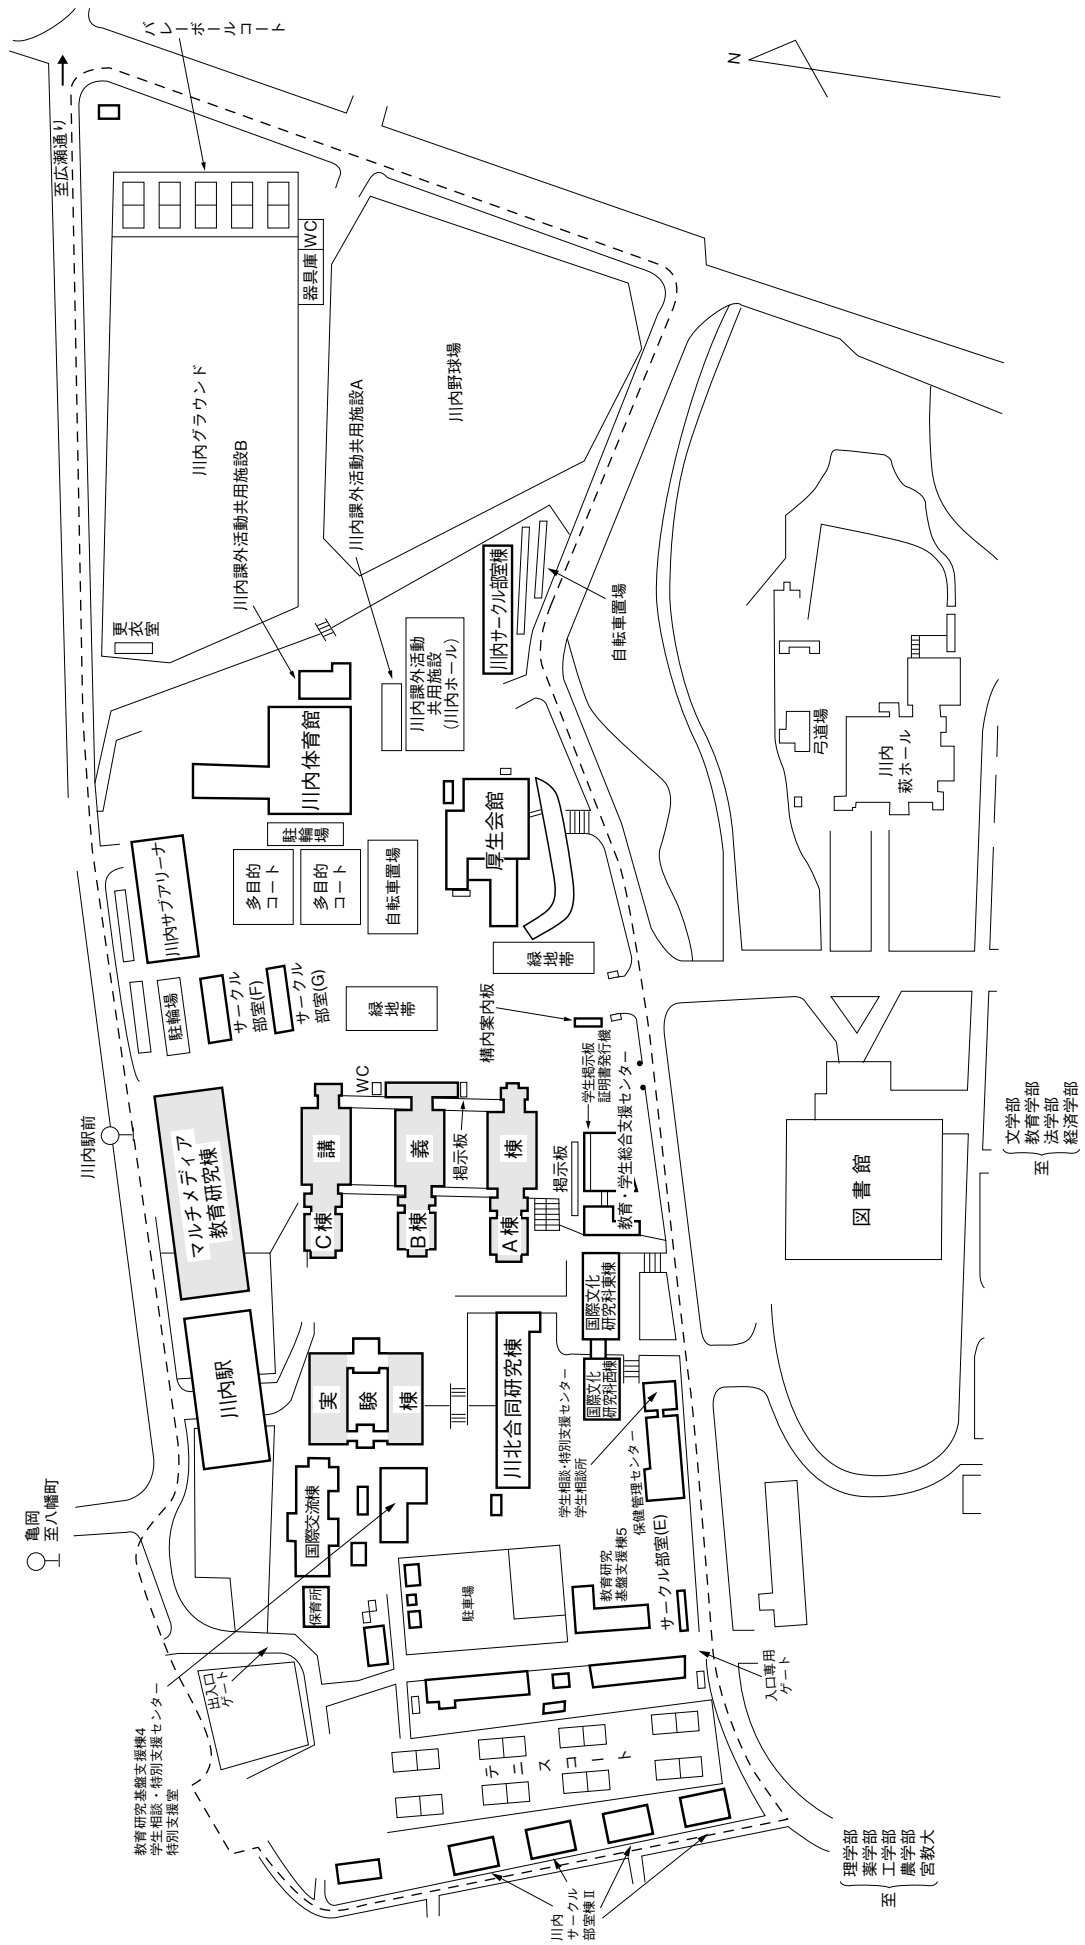 バレーボールコート
至広瀬通り
N
WC
器具庫
川内グラウンド
川内課外活動共用施設B
川内課外活動共用施設A
川内野球場
更衣
室
川内サークル部室棟
自転車置場
川内課外活動
共用施設
(川内ホール)
川内体育館
駐
輪
場
多目的
コート
多目的
コート
自転車置場
厚生会館
弓道場
川内
萩ホール
川内サブアリーナ
駐輪場
サークル
部室(F)
サークル
部室(G)
緑
地
帯
緑
地
帯
構内案内板
学生掲示板
証明書発行機
教育・学生総合支援センター
川内駅前
マルチメディア
教育研究棟
WC
講
義
棟
掲示板
掲示板
C棟
B棟
A棟
図書館
文学部
教育学部
法学部
経済学部
至
川内駅
実
験
棟
川北合同研究棟
国際文化
研究科東棟
国際文化
研究科西棟
学生相談・特別支援センター
学生相談所
保健管理センター
亀岡
至八幡町
国際交流棟
保育所
駐車場
教育研究
基盤支援棟5
サークル部室(E)
出入口
ゲート
入口専用
ゲート
教育研究基盤支援棟4
学生相談・特別支援センター
特別支援室
テニスコート
川内
サークル
部室棟Ⅱ
理学部
薬学部
工学部
農学部
宮教大
至